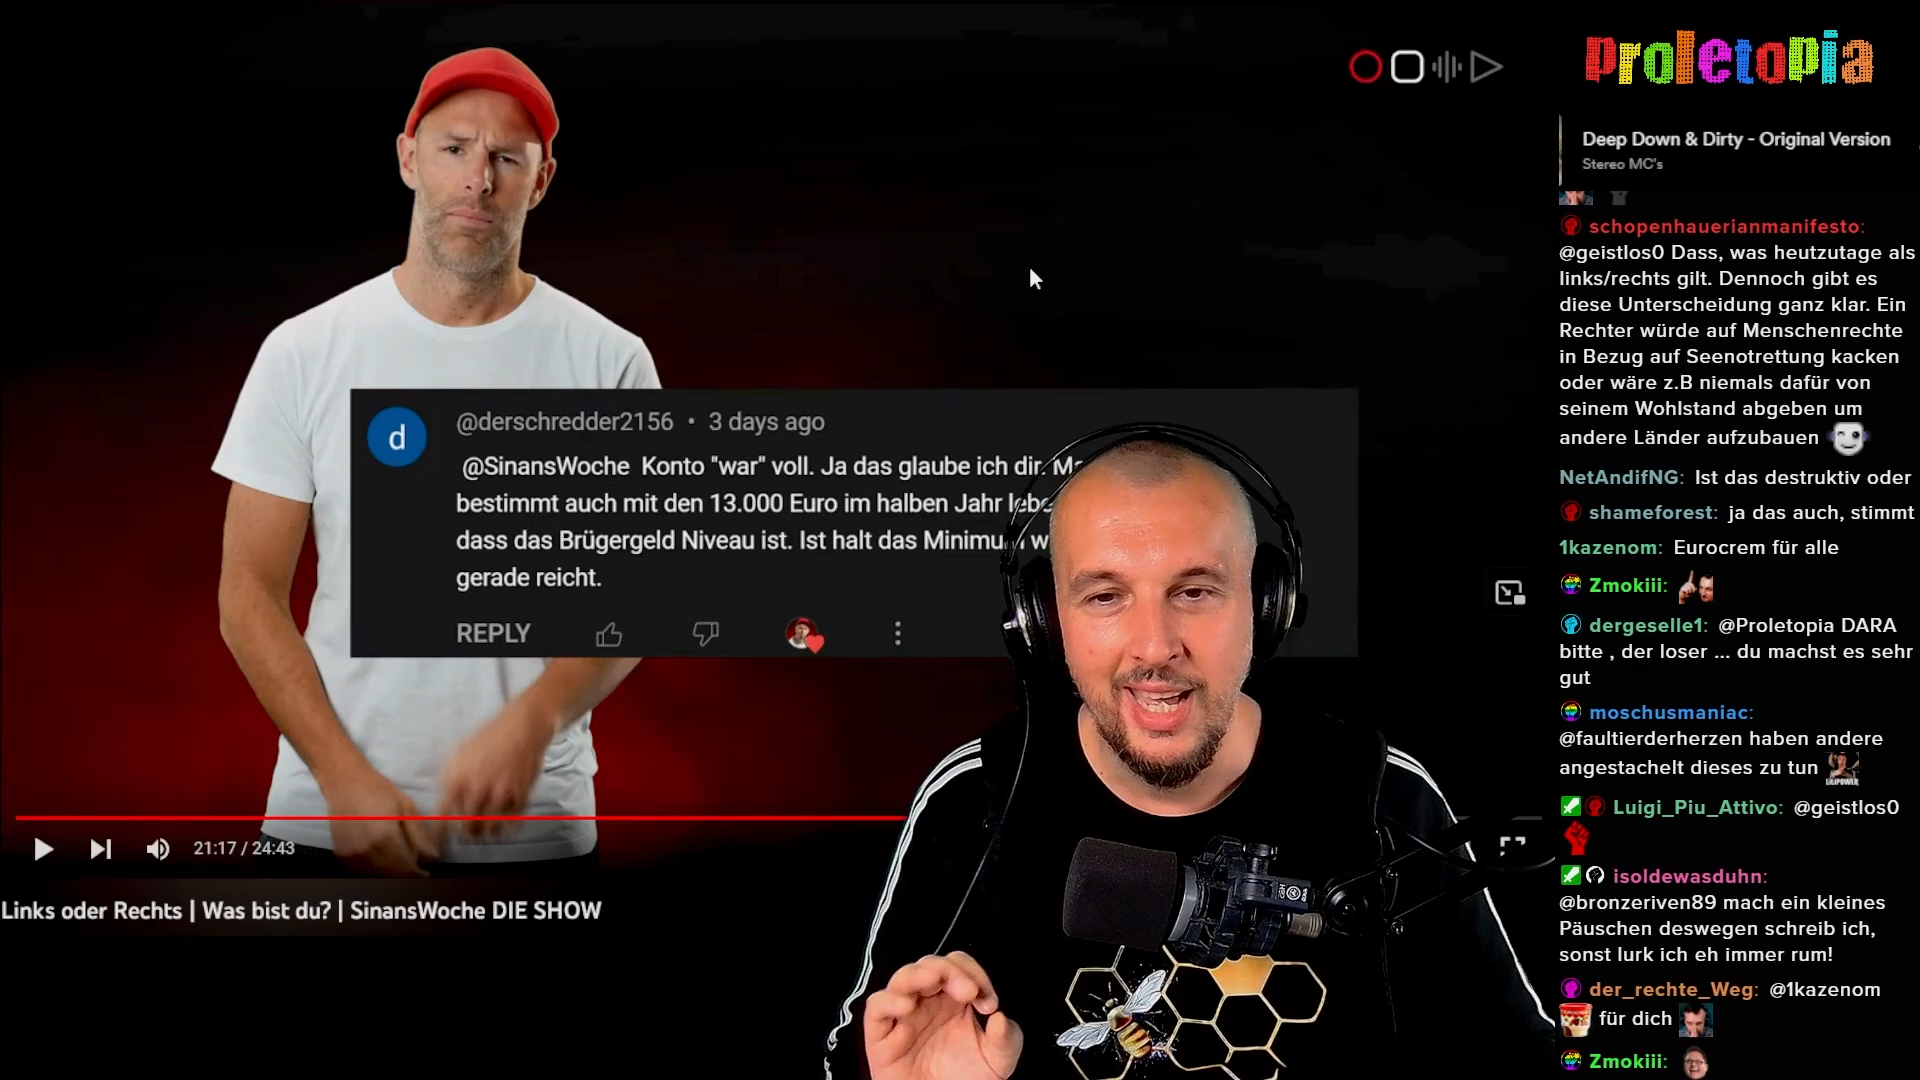 Proletopia
Deep Down & Dirty - Original Version
Stereo MC's
@derschredder2156 • 3 days ago
@SinansWoche Konto "war" voll. Ja das glaube ich dir.
bestimmt auch mit den 13.000 Euro im halben Jahr
dass das Brügergeld Niveau ist. Ist halt das Minimum
gerade reicht.
REPLY
21:17 / 24:43
Links oder Rechts | Was bist du? | SinansWoche DIE SHOW
schopenhauerianmanifesto:
@geistlos0 Dass, was heutzutage als
links/rechts gilt. Dennoch gibt es
diese Unterscheidung ganz klar. Ein
Rechter würde auf Menschenrechte
in Bezug auf Seenotrettung kacken
oder wäre z.B niemals dafür von
seinem Wohlstand abgeben um
andere Länder aufzubauen
NetAndifNG: Ist das destruktiv oder
shameforest: ja das auch, stimmt
1kazenom: Eurocrem für alle
Zmokiii:
dergeselle1: @Proletopia DARA
bitte , der loser ... du machst es sehr
gut
moschusmaniac:
@faultierderherzen haben andere
angestachelt dieses zu tun
Luigi_Piu_Attivo: @geistlos0
isoldewasduhn:
@bronzeriven89 mach ein kleines
Päuschen deswegen schreib ich,
sonst lurk ich eh immer rum!
der_rechte_Weg: @1kazenom
für dich
Zmokiii: